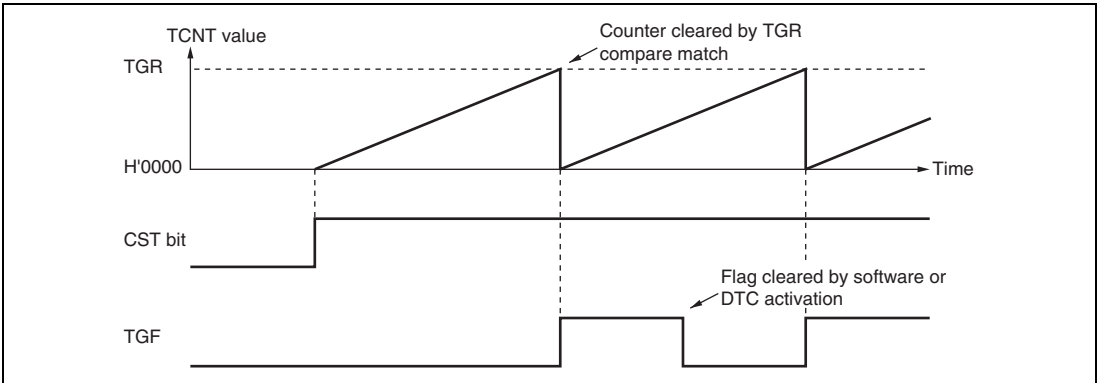 TCNT value
Counter cleared by TGR
compare match
TGR
H'0000
Time
CST bit
Flag cleared by software or
DTC activation
TGF